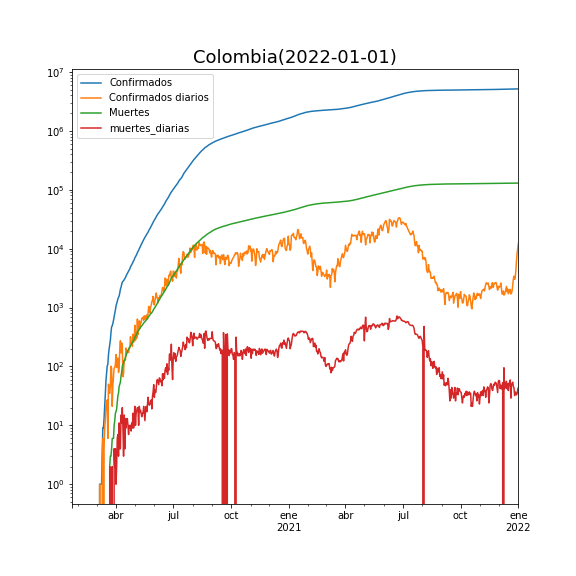 Colombia(2022-01-01)
Confirmados
Confirmados diarios
Muertes
muertes_diarias
10⁷
10⁶
10⁵
10⁴
10³
10²
10¹
10⁰
abr jul oct ene abr jul oct ene
2021 2022